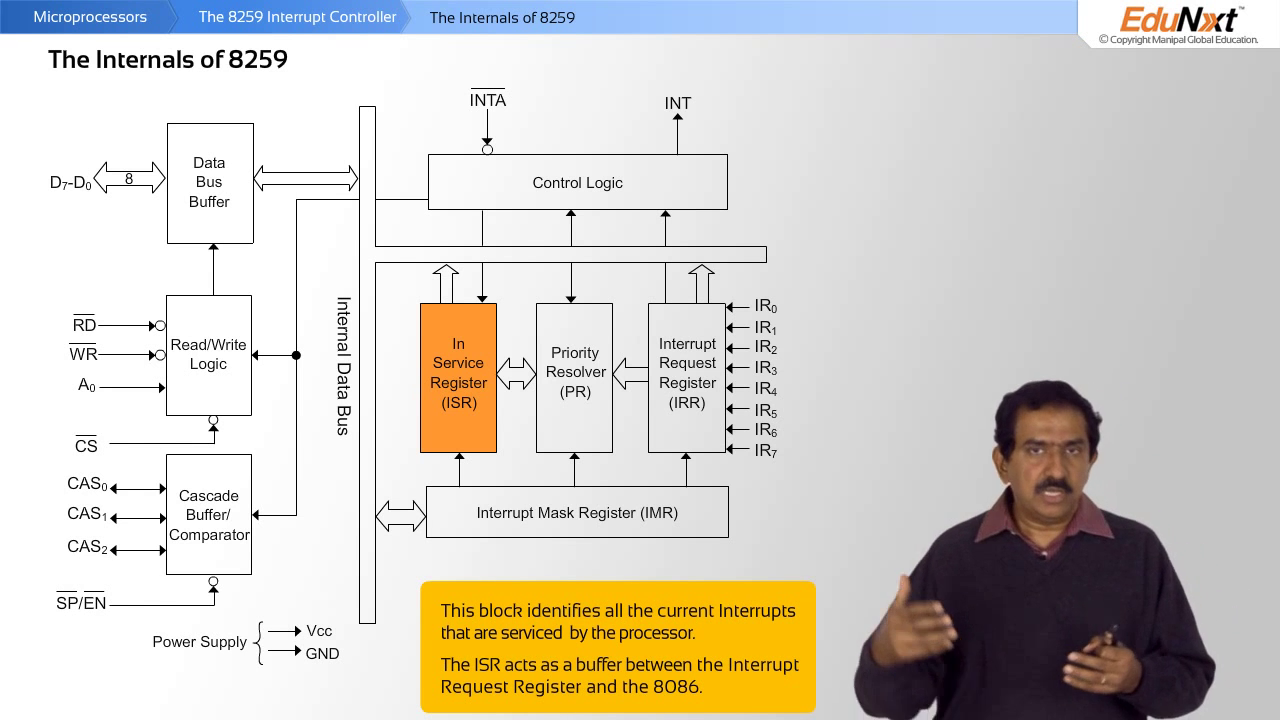 Microprocessors
The 8259 Interrupt Controller
The Internals of 8259
EduNxt™
© Copyright Manipal Global Education.
The Internals of 8259
INTA
INT
D7-D0
8
Data
Bus
Buffer
Control Logic
Internal Data Bus
RD
WR
A0
CS
Read/Write
Logic
In
Service
Register
(ISR)
Priority
Resolver
(PR)
Interrupt
Request
Register
(IRR)
IR0
IR1
IR2
IR3
IR4
IR5
IR6
IR7
CAS0
CAS1
CAS2
Cascade
Buffer/
Comparator
SP/EN
Interrupt Mask Register (IMR)
Power Supply
Vcc
GND
This block identifies all the current Interrupts
that are serviced by the processor.
The ISR acts as a buffer between the Interrupt
Request Register and the 8086.